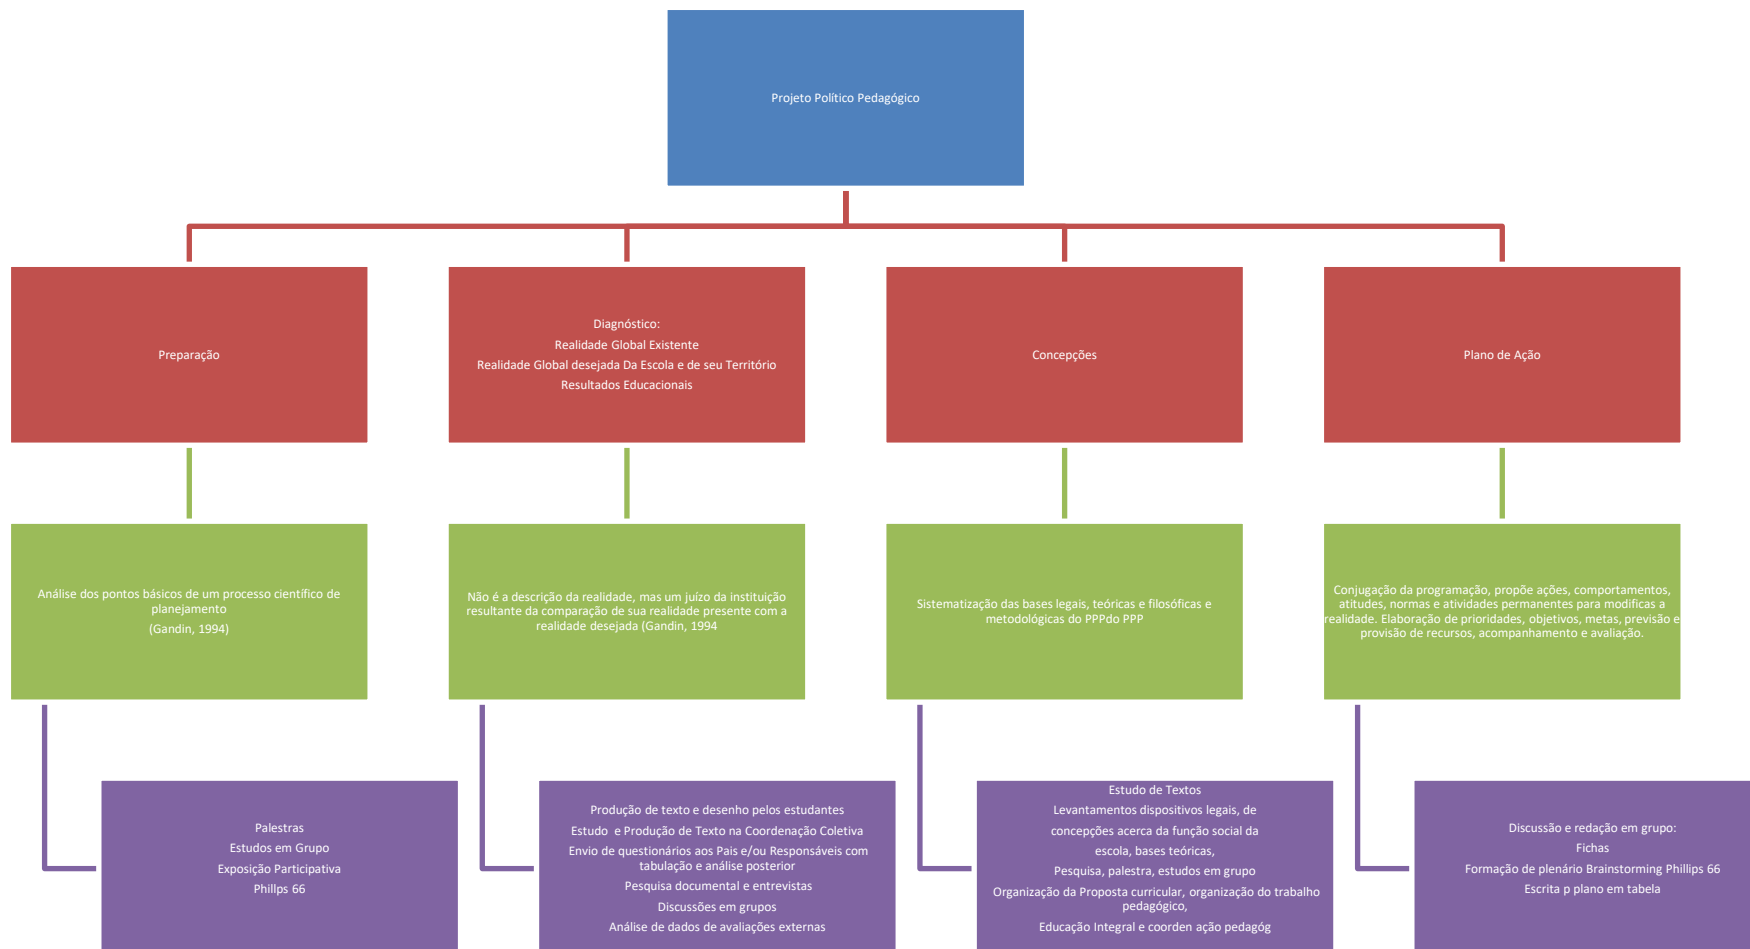 Projeto Político Pedagógico
Preparação
Diagnóstico:
Realidade Global Existente
Realidade Global desejada Da Escola e de seu Território
Resultados Educacionais
Concepções
Plano de Ação
Análise dos pontos básicos de um processo científico de
planejamento
(Gandin, 1994)
Não é a descrição da realidade, mas um juízo da instituição
resultante da comparação de sua realidade presente com a
realidade desejada (Gandin, 1994
Sistematização das bases legais, teóricas e filosóficas e
metodológicas do PPPdo PPP
Conjugação da programação, propõe ações, comportamentos,
atitudes, normas e atividades permanentes para modificas a
realidade. Elaboração de prioridades, objetivos, metas, previsão e
provisão de recursos, acompanhamento e avaliação.
Palestras
Estudos em Grupo
Exposição Participativa
Phillps 66
Produção de texto e desenho pelos estudantes
Estudo e Produção de Texto na Coordenação Coletiva
Envio de questionários aos Pais e/ou Responsáveis com
tabulação e análise posterior
Pesquisa documental e entrevistas
Discussões em grupos
Análise de dados de avaliações externas
Estudo de Textos
Levantamentos dispositivos legais, de
concepções acerca da função social da
escola, bases teóricas,
Pesquisa, palestra, estudos em grupo
Organização da Proposta curricular, organização do trabalho
pedagógico,
Educação Integral e coorden ação pedagóg
Discussão e redação em grupo:
Fichas
Formação de plenário Brainstorming Phillips 66
Escrita p plano em tabela